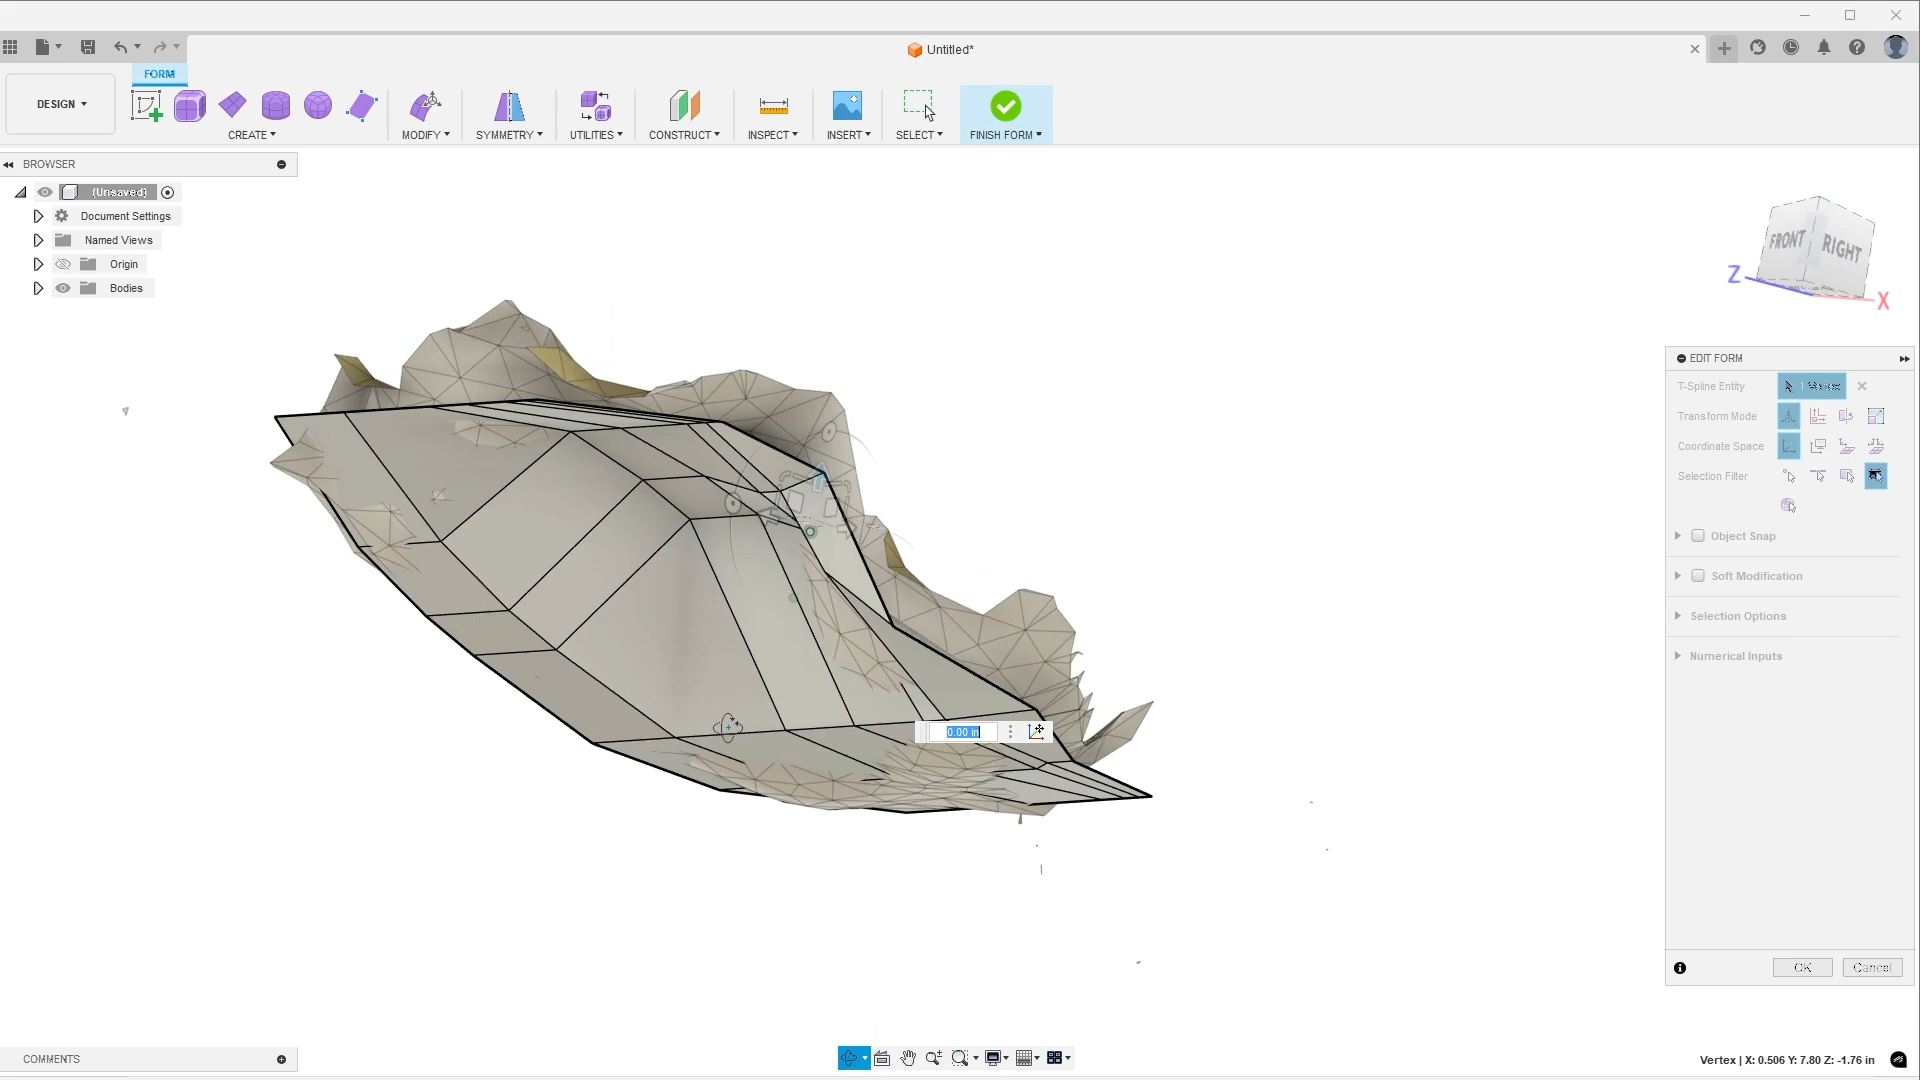 Untitled*
FORM
DESIGN
CREATE
MODIFY
SYMMETRY
UTILITIES
CONSTRUCT
INSPECT
INSERT
SELECT
FINISH FORM
BROWSER
(Unsaved)
Document Settings
Named Views
Origin
Bodies
FRONT
RIGHT
Z
X
EDIT FORM
T-Spline Entity
Transform Mode
Coordinate Space
Selection Filter
Object Snap
Soft Modification
Selection Options
Numerical Inputs
0.00 in
OK
Cancel
COMMENTS
Vertex | X: 0.506 Y: 7.80 Z: -1.76 in